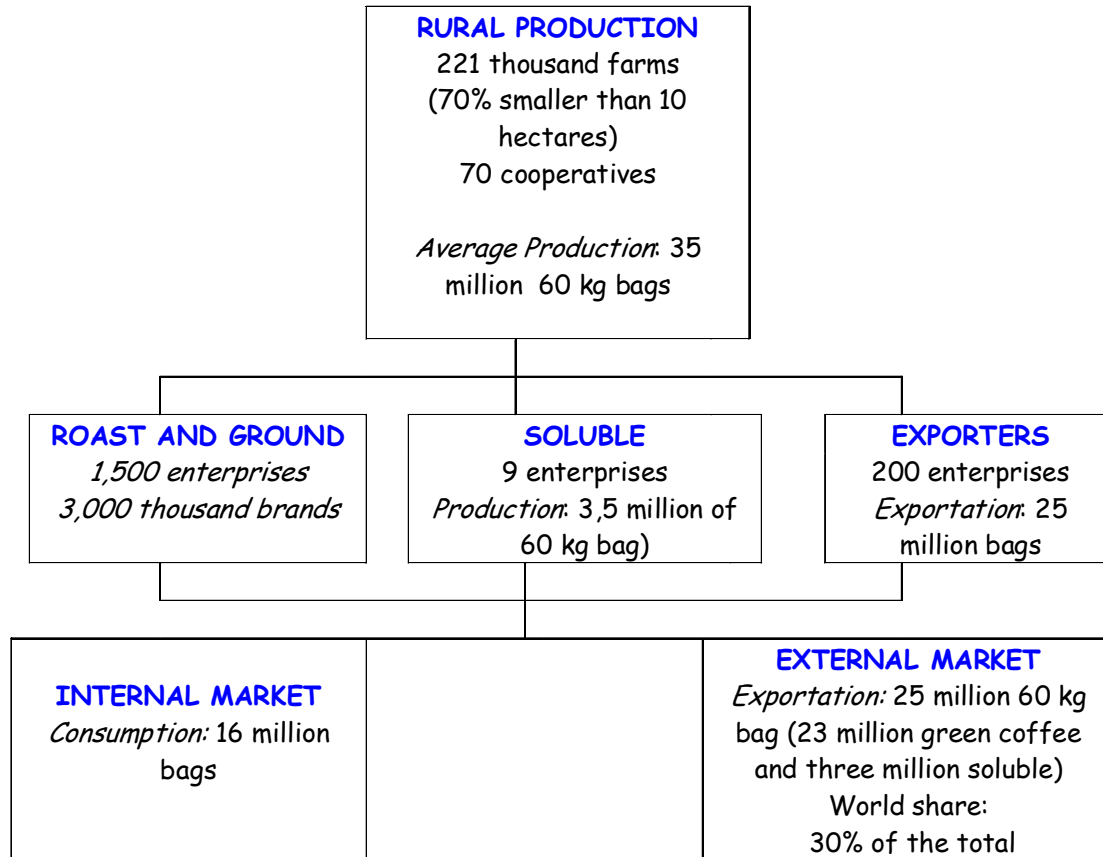 RURAL PRODUCTION
221 thousand farms
(70% smaller than 10
hectares)
70 cooperatives
Average Production: 35
million 60 kg bags
ROAST AND GROUND
1,500 enterprises
3,000 thousand brands
SOLUBLE
9 enterprises
Production: 3,5 million of
60 kg bag)
EXPORTERS
200 enterprises
Exportation: 25
million bags
INTERNAL MARKET
Consumption: 16 million
bags
EXTERNAL MARKET
Exportation: 25 million 60 kg
bag (23 million green coffee
and three million soluble)
World share:
30% of the total